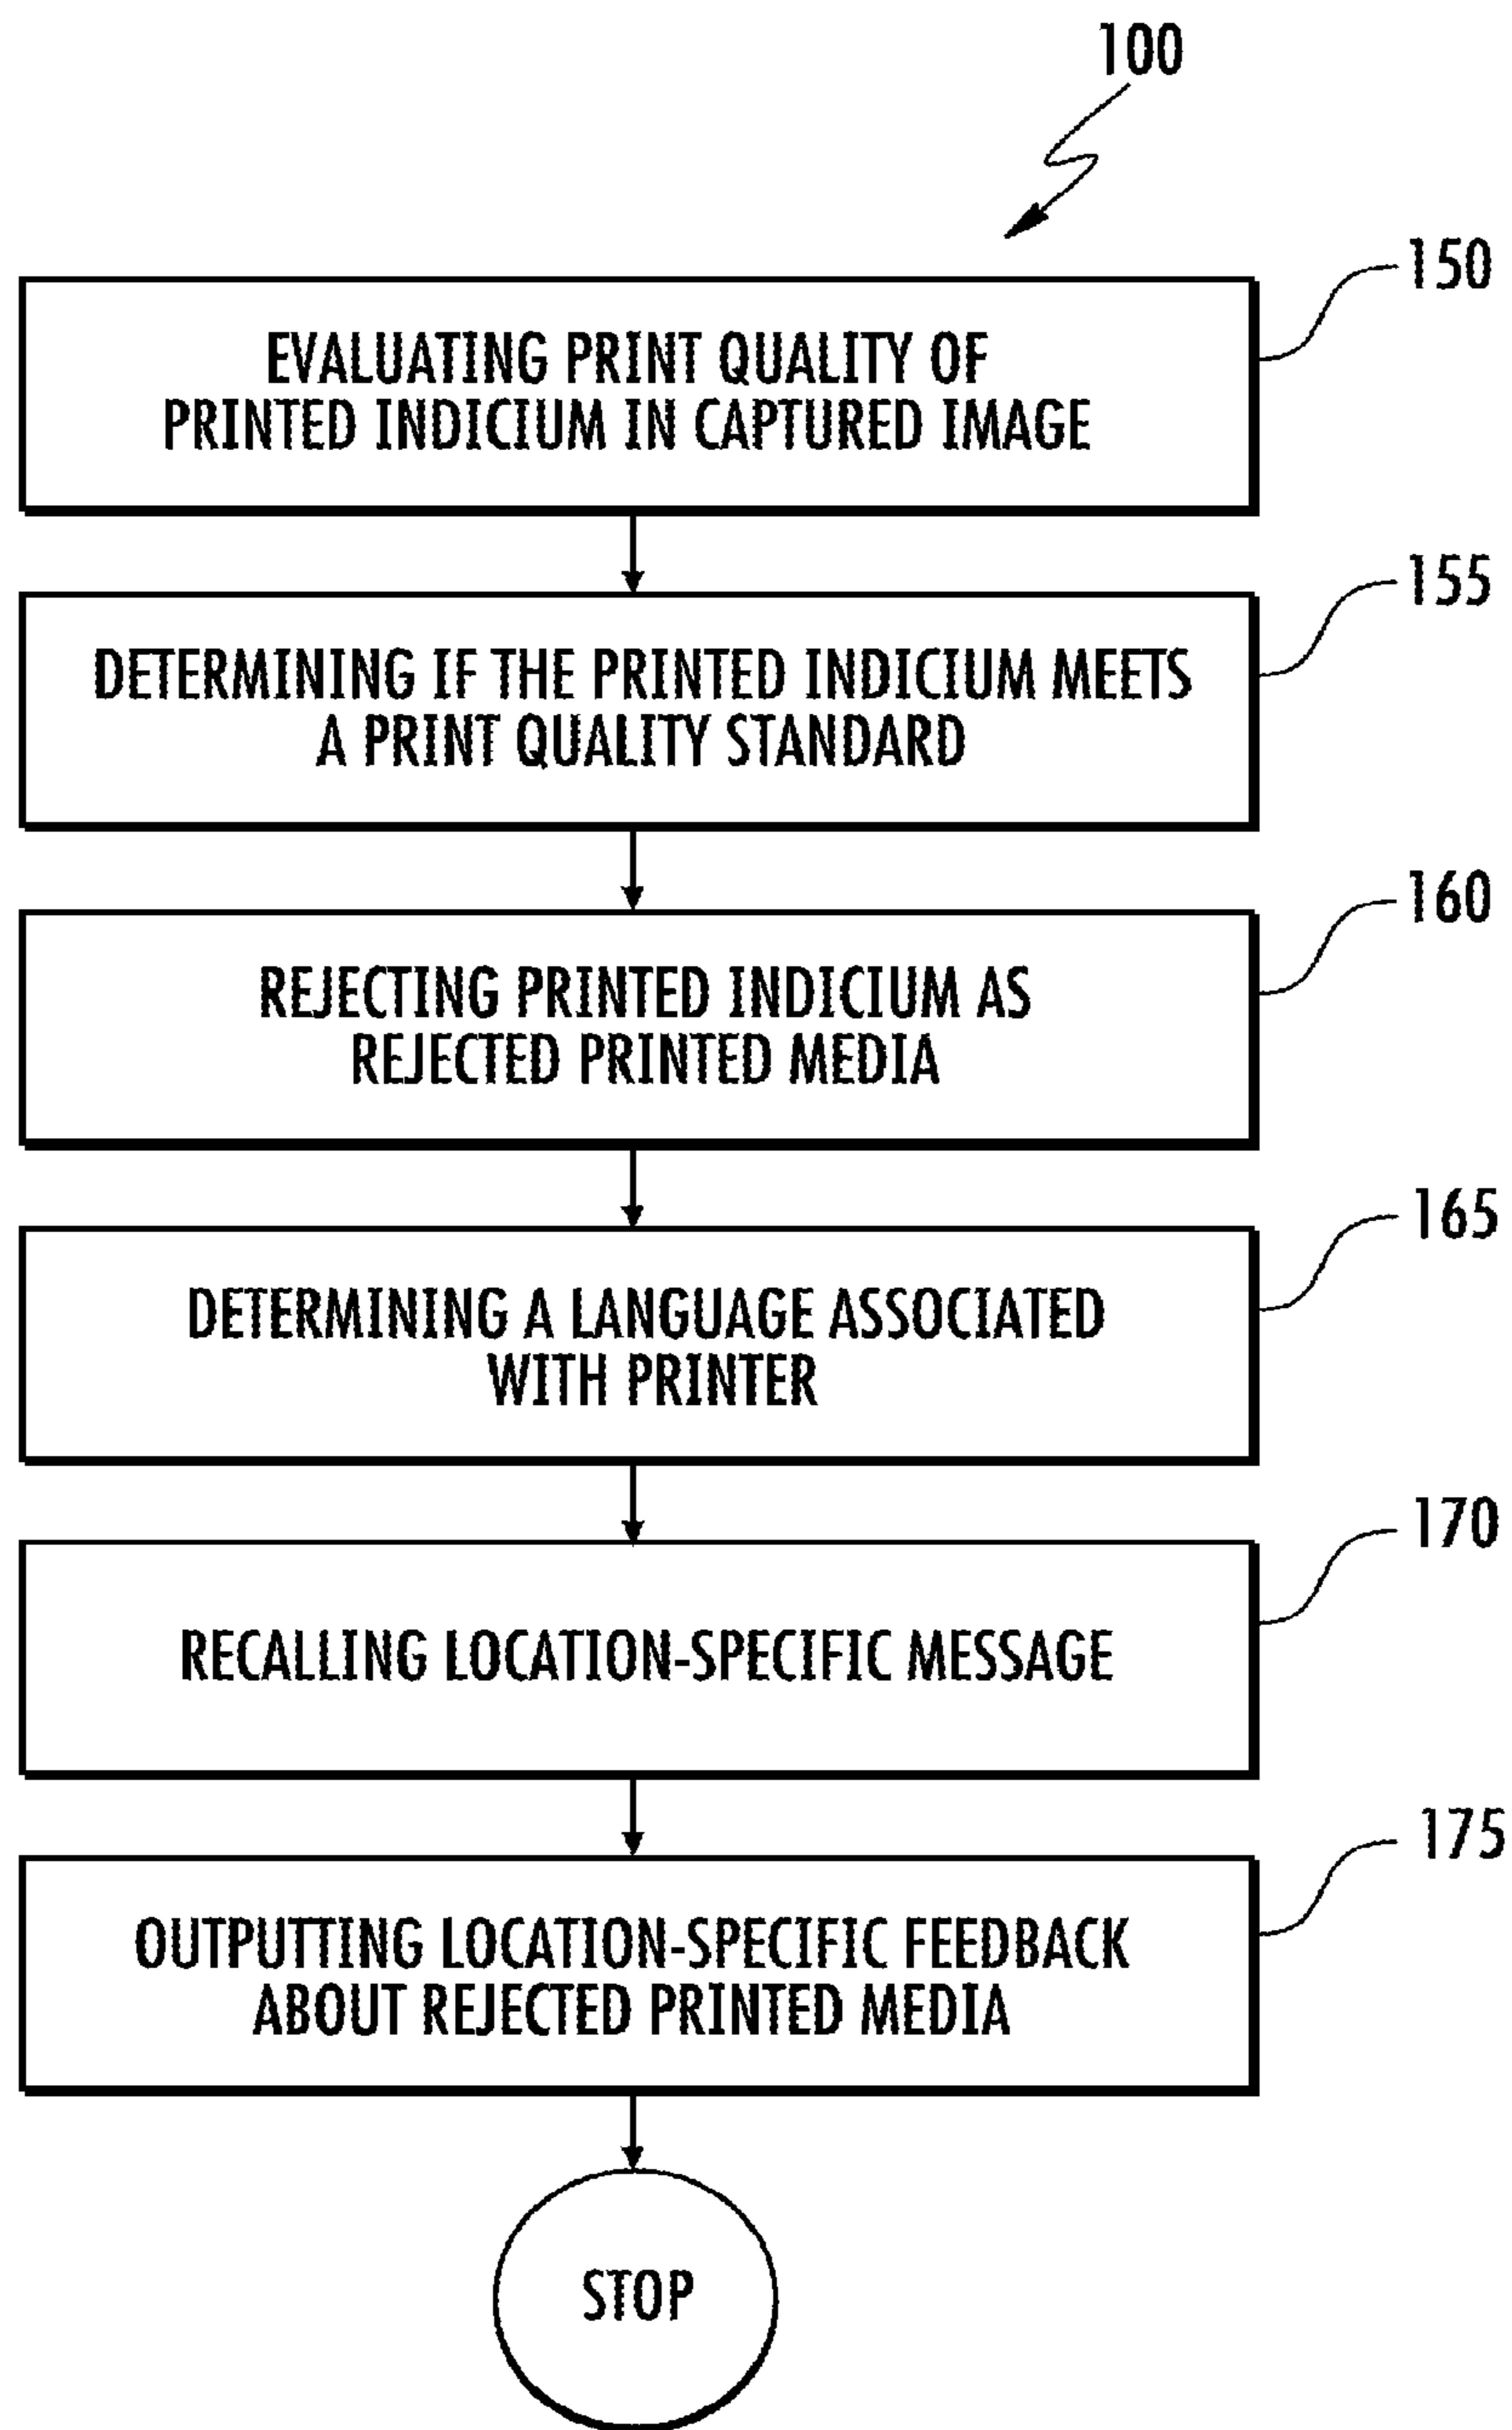 100
150
EVALUATING PRINT QUALITY OF
PRINTED INDICIUM IN CAPTURED IMAGE
155
DETERMINING IF THE PRINTED INDICIUM MEETS
A PRINT QUALITY STANDARD
160
REJECTING PRINTED INDICIUM AS
REJECTED PRINTED MEDIA
165
DETERMINING A LANGUAGE ASSOCIATED
WITH PRINTER
170
RECALLING LOCATION-SPECIFIC MESSAGE
175
OUTPUTTING LOCATION-SPECIFIC FEEDBACK
ABOUT REJECTED PRINTED MEDIA
STOP